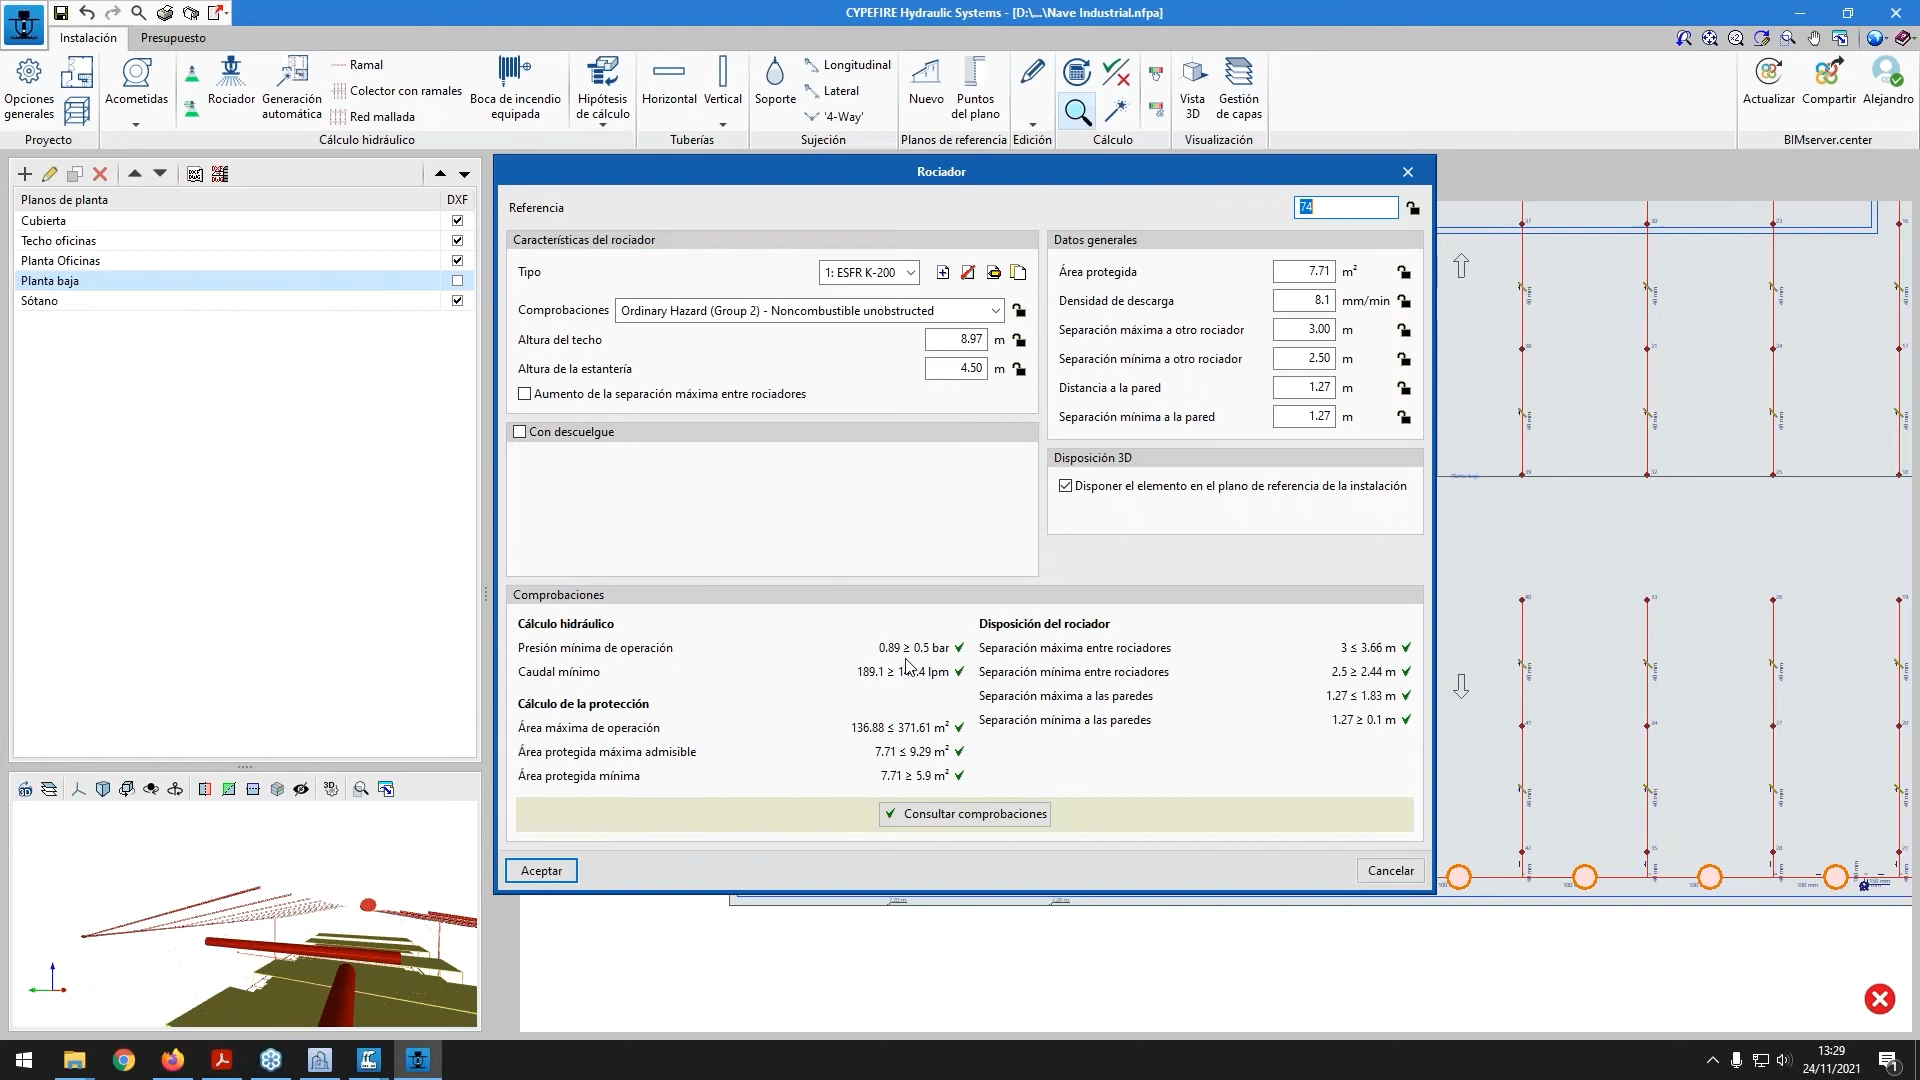 CYPEFIRE Hydraulic Systems - [D:\...\Nave Industrial.nfpa]
Instalación
Presupuesto
Opciones generales
Acometidas
Rociador
Generación automática
Ramal
Colector con ramales
Red mallada
Boca de incendio equipada
Hipótesis de cálculo
Horizontal
Vertical
Soporte
Longitudinal
Lateral
'4-Way'
Nuevo
Puntos del plano
Vista 3D
Gestión de capas
Actualizar
Compartir
Alejandro
Proyecto
Cálculo hidráulico
Tuberías
Sujeción
Planos de referencia
Edición
Cálculo
Visualización
BIMserver.center
Planos de planta
DXF
Cubierta
Techo oficinas
Planta Oficinas
Planta baja
Sótano
Rociador
Referencia
74
Características del rociador
Tipo
1: ESFR K-200
Comprobaciones
Ordinary Hazard (Group 2) - Noncombustible unobstructed
Altura del techo
8.97 m
Altura de la estantería
4.50 m
Aumento de la separación máxima entre rociadores
Con descuelgue
Datos generales
Área protegida
7.71 m²
Densidad de descarga
8.1 mm/min
Separación máxima a otro rociador
3.00 m
Separación mínima a otro rociador
2.50 m
Distancia a la pared
1.27 m
Separación mínima a la pared
1.27 m
Disposición 3D
Disponer el elemento en el plano de referencia de la instalación
Comprobaciones
Cálculo hidráulico
Presión mínima de operación
0.89 ≥ 0.5 bar
Caudal mínimo
189.1 ≥
lpm
Cálculo de la protección
Área máxima de operación
136.88 ≤ 371.61 m²
Área protegida máxima admisible
7.71 ≤ 9.29 m²
Área protegida mínima
7.71 ≥ 5.9 m²
Disposición del rociador
Separación máxima entre rociadores
3 ≤ 3.66 m
Separación mínima entre rociadores
2.5 ≥ 2.44 m
Separación máxima a las paredes
1.27 ≤ 1.83 m
Separación mínima a las paredes
1.27 ≥ 0.1 m
Consultar comprobaciones
Aceptar
Cancelar
13:29
24/11/2021